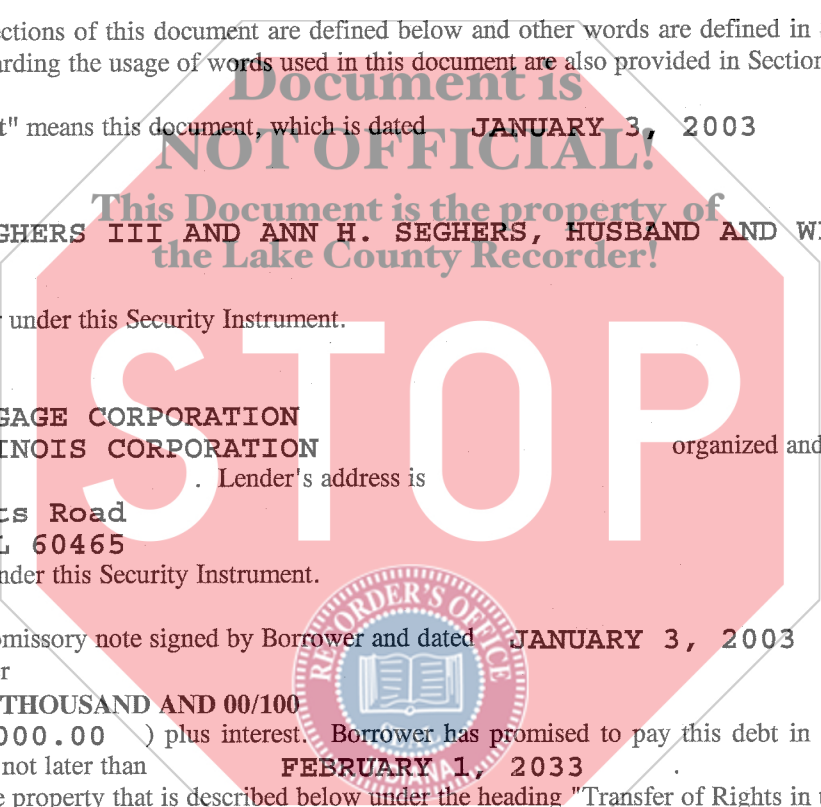 ctions of this document are defined below and other words are defined in
arding the usage of words used in this document are also provided in Section
Document is
t" means this document, which is dated JANUARY 3, 2003
NOT OFFICIAL!
This Document is the property of
GHERS III AND ANN H. SEGHERS, HUSBAND AND WI
the Lake County Recorder!
under this Security Instrument.
STOP
GAGE CORPORATION
INOIS CORPORATION organized and
. Lender's address is
ts Road
L 60465
nder this Security Instrument.
RECORDER'S OFFICE
omissory note signed by Borrower and dated JANUARY 3, 2003
r
THOUSAND AND 00/100
000.00 ) plus interest. Borrower has promised to pay this debt in
not later than FEBRUARY 1, 2033 .
INDIANA
e property that is described below under the heading "Transfer of Rights in